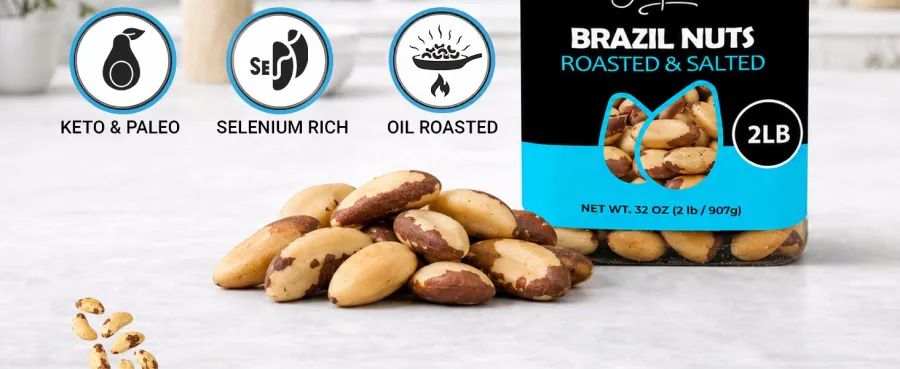 KETO & PALEO
SE
SELENIUM RICH
OIL ROASTED
BRAZIL NUTS
ROASTED & SALTED
2LB
NET WT. 32 OZ (2 lb / 907g)